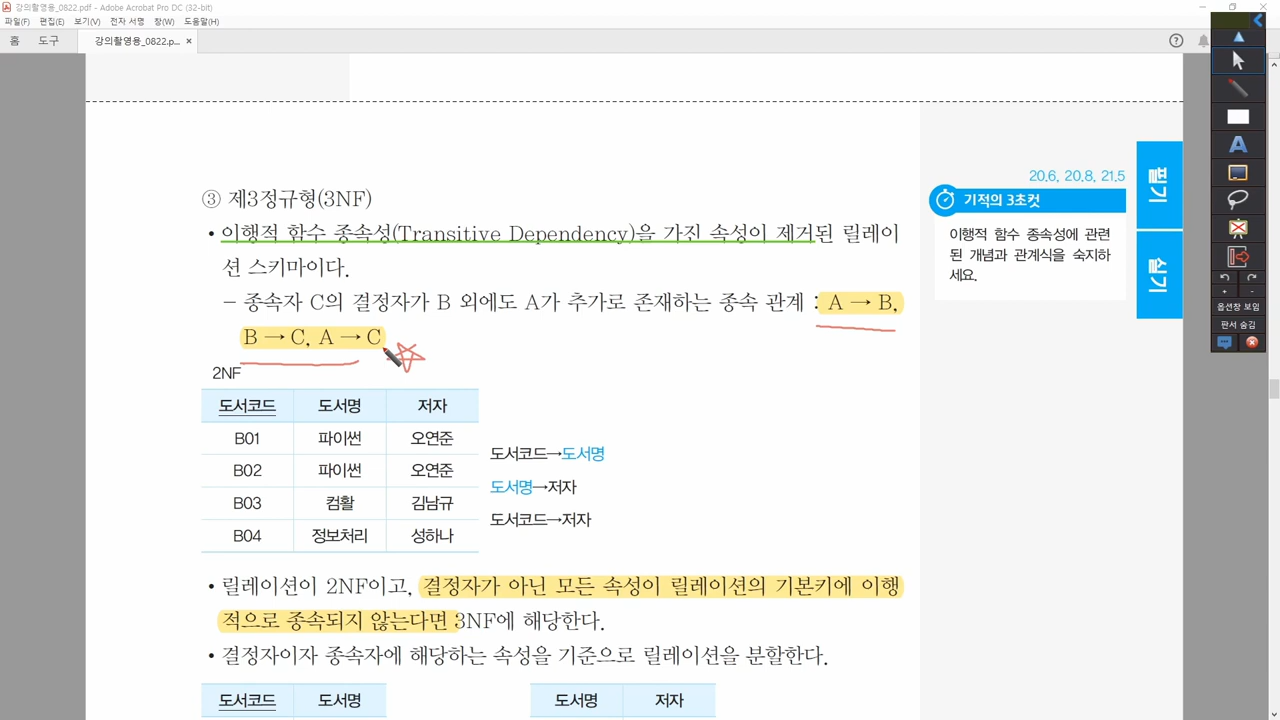 강의촬영용_0822.pdf - Adobe Acrobat Pro DC (32-bit)
파일(F) 편집(E) 보기(V) 전자 서명 창(W) 도움말(H)
홈 도구 강의촬영용_0822.p... ×
③ 제3정규형(3NF)
• 이행적 함수 종속성(Transitive Dependency)을 가진 속성이 제거된 릴레이
션 스키마이다.
– 종속자 C의 결정자가 B 외에도 A가 추가로 존재하는 종속 관계 : A → B,
B → C, A → C
2NF
도서코드 도서명 저자
B01 파이썬 오연준
B02 파이썬 오연준
B03 컴활 김남규
B04 정보처리 성하나
도서코드→도서명
도서명→저자
도서코드→저자
• 릴레이션이 2NF이고, 결정자가 아닌 모든 속성이 릴레이션의 기본키에 이행
적으로 종속되지 않는다면 3NF에 해당한다.
• 결정자이자 종속자에 해당하는 속성을 기준으로 릴레이션을 분할한다.
도서코드 도서명
도서명 저자
20.6, 20.8, 21.5
기적의 3초컷
이행적 함수 종속성에 관련
된 개념과 관계식을 숙지하
세요.
필기
실기
A
+ -
옵션창 보임
판서 숨김